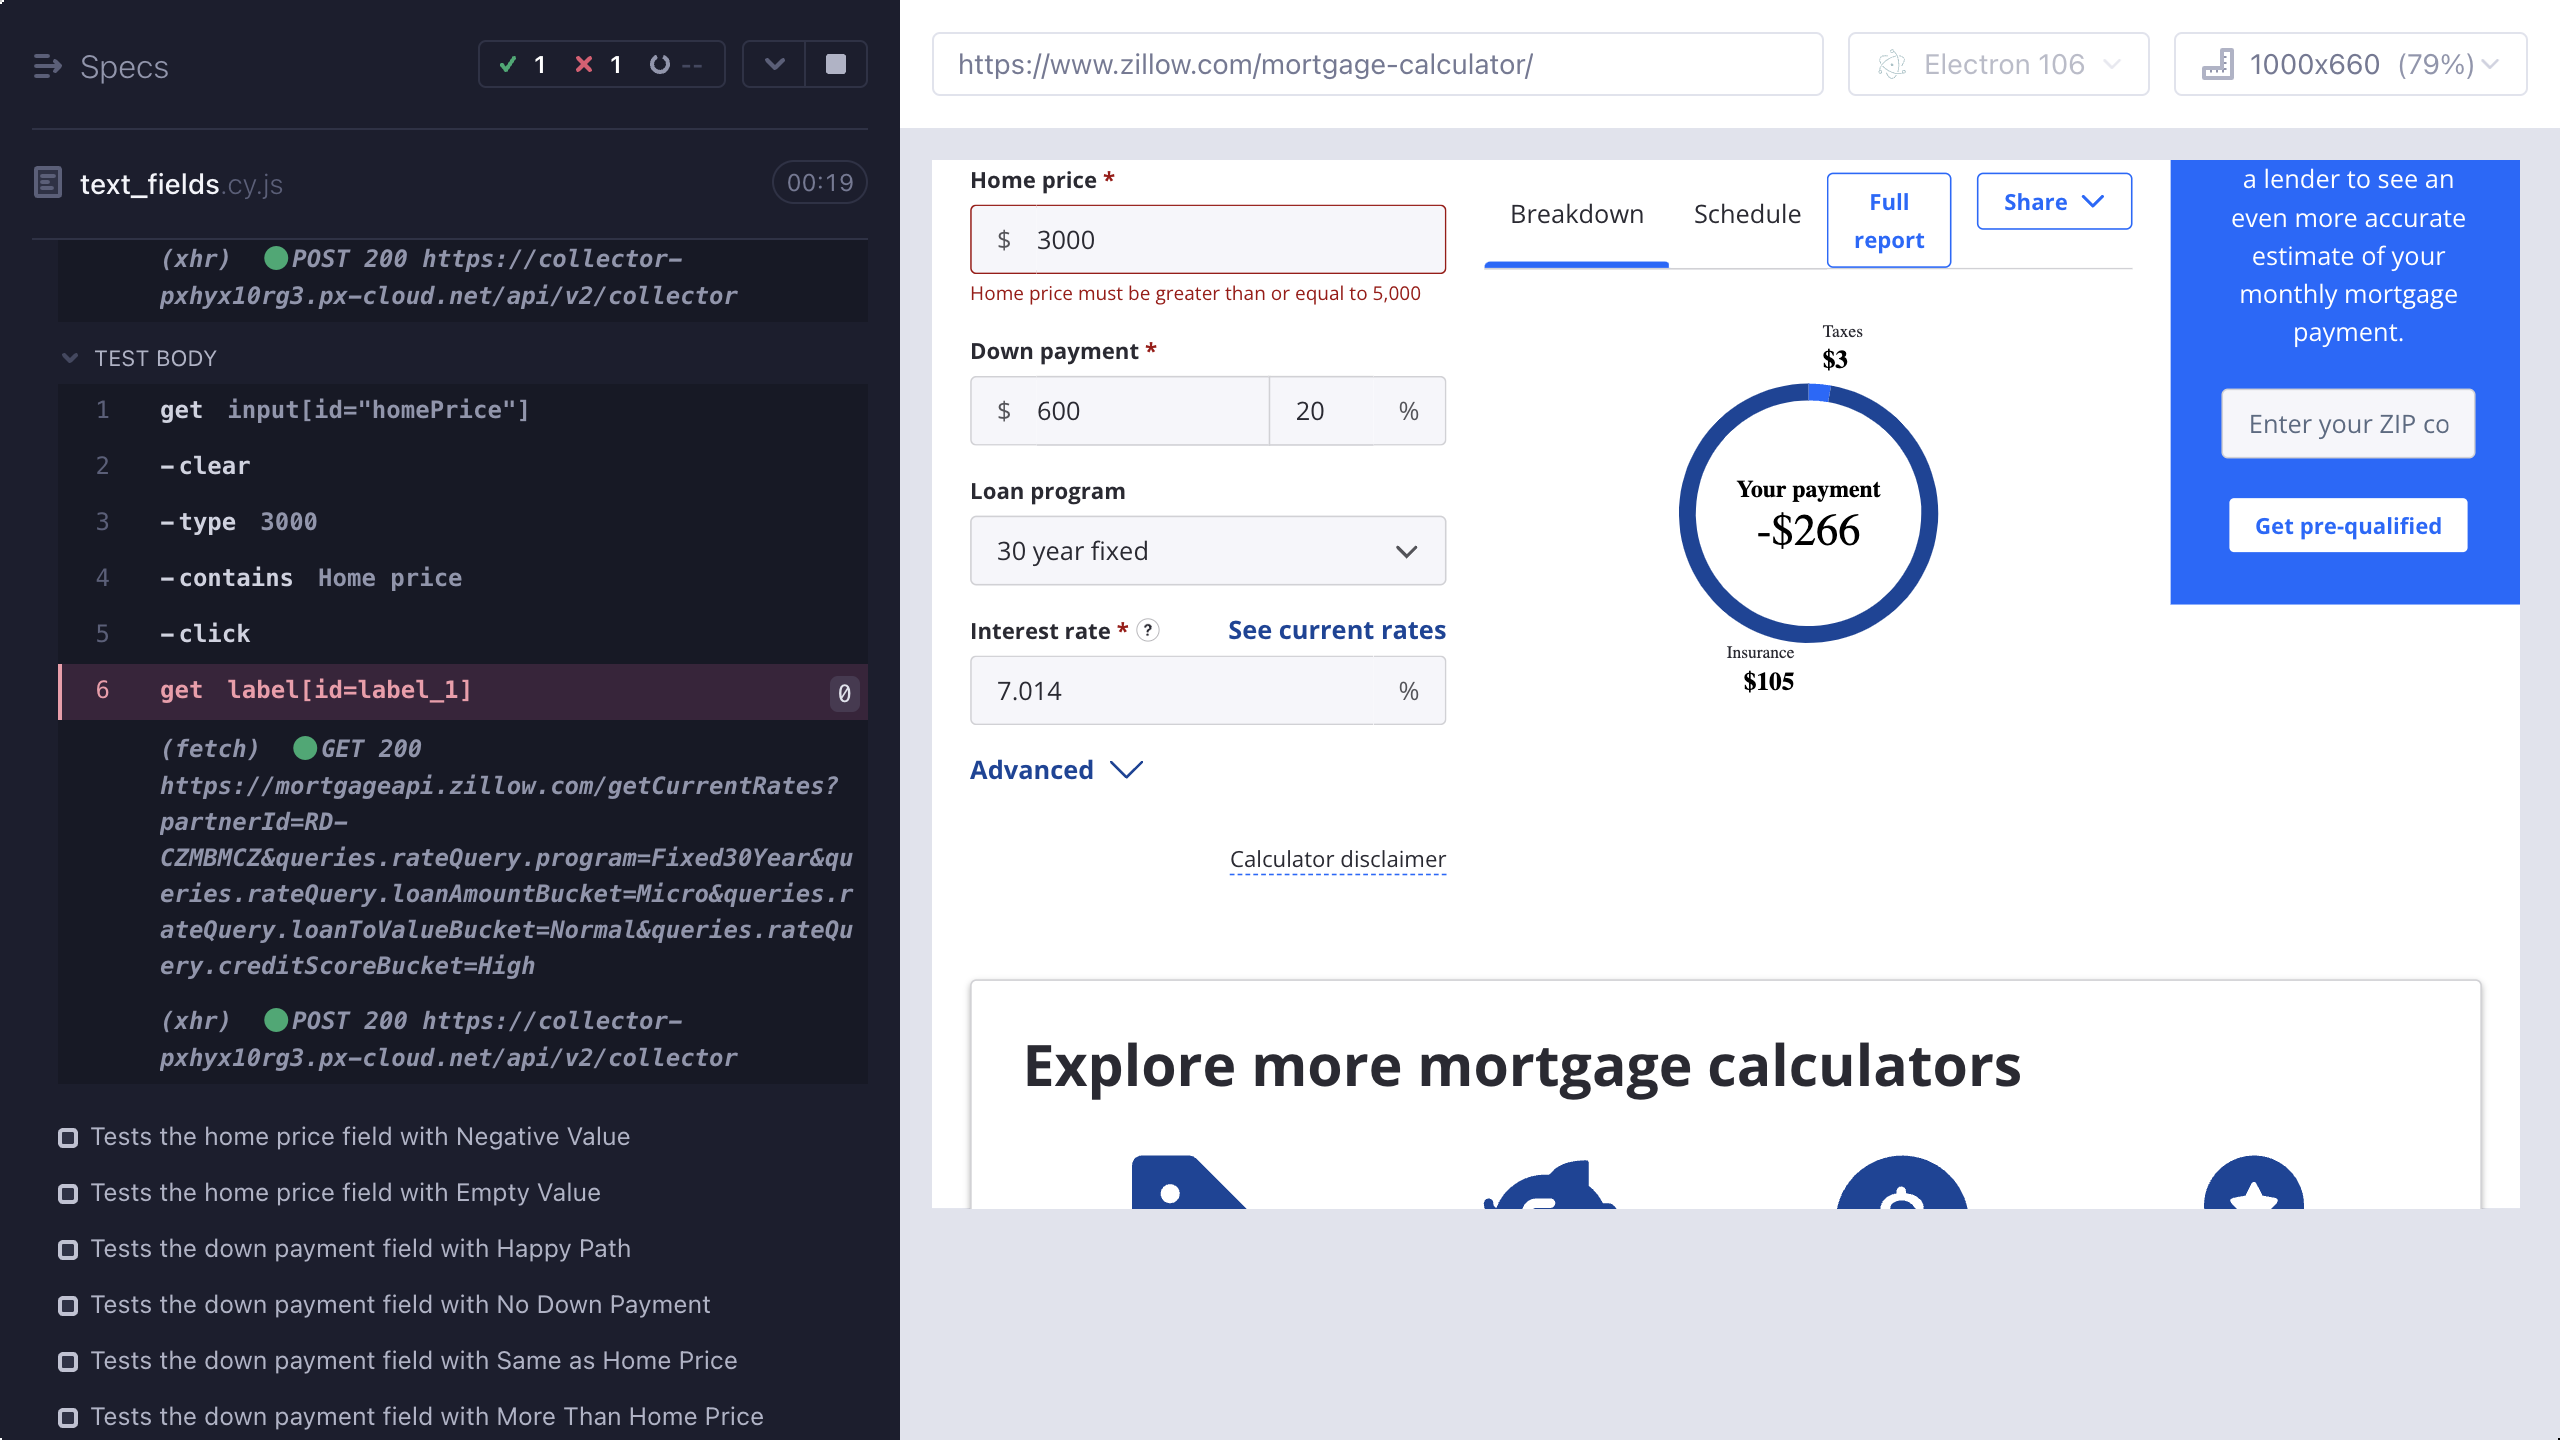 Specs
1 1 --
text_fields.cy.js
00:19
(xhr) POST 200 https://collector-
pxhyx10rg3.px-cloud.net/api/v2/collector
TEST BODY
1 get input[id="homePrice"]
2 -clear
3 -type 3000
4 -contains Home price
5 -click
6 get label[id=label_1] 0
(fetch) GET 200
https://mortgageapi.zillow.com/getCurrentRates?
partnerId=RD-
CZMBMCZ&queries.rateQuery.program=Fixed30Year&qu
eries.rateQuery.loanAmountBucket=Micro&queries.r
ateQuery.loanToValueBucket=Normal&queries.rateQu
ery.creditScoreBucket=High
(xhr) POST 200 https://collector-
pxhyx10rg3.px-cloud.net/api/v2/collector
Tests the home price field with Negative Value
Tests the home price field with Empty Value
Tests the down payment field with Happy Path
Tests the down payment field with No Down Payment
Tests the down payment field with Same as Home Price
Tests the down payment field with More Than Home Price
https://www.zillow.com/mortgage-calculator/
Electron 106
1000x660 (79%)
Home price *
$ 3000
Home price must be greater than or equal to 5,000
Down payment *
$ 600 20 %
Loan program
30 year fixed
Interest rate * ? See current rates
7.014 %
Advanced
Calculator disclaimer
Breakdown
Schedule
Full
report
Share
Taxes
$3
Your payment
-$266
Insurance
$105
a lender to see an
even more accurate
estimate of your
monthly mortgage
payment.
Enter your ZIP co
Get pre-qualified
Explore more mortgage calculators